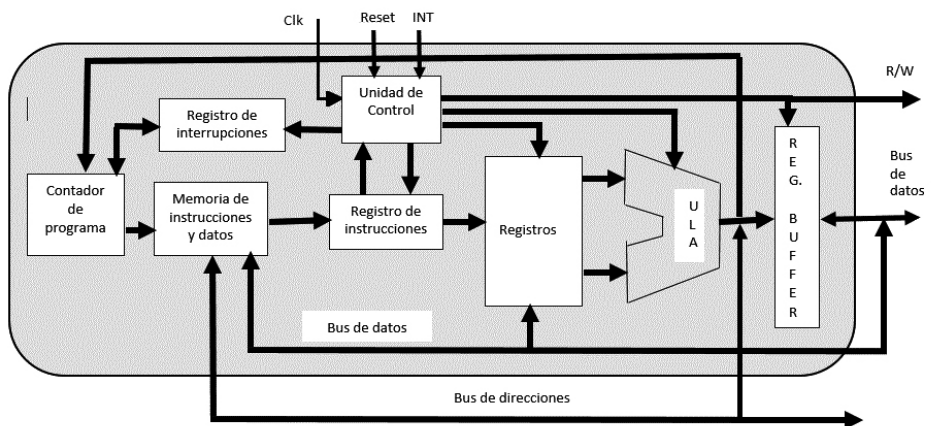 Clk
Reset
INT
R/W
Unidad de
Control
Registro de
interrupciones
Contador
de
programa
Memoria de
instrucciones
y datos
Registro de
instrucciones
Registros
U
L
A
R
E
G.
B
U
F
F
E
R
Bus
de
datos
Bus de datos
Bus de direcciones